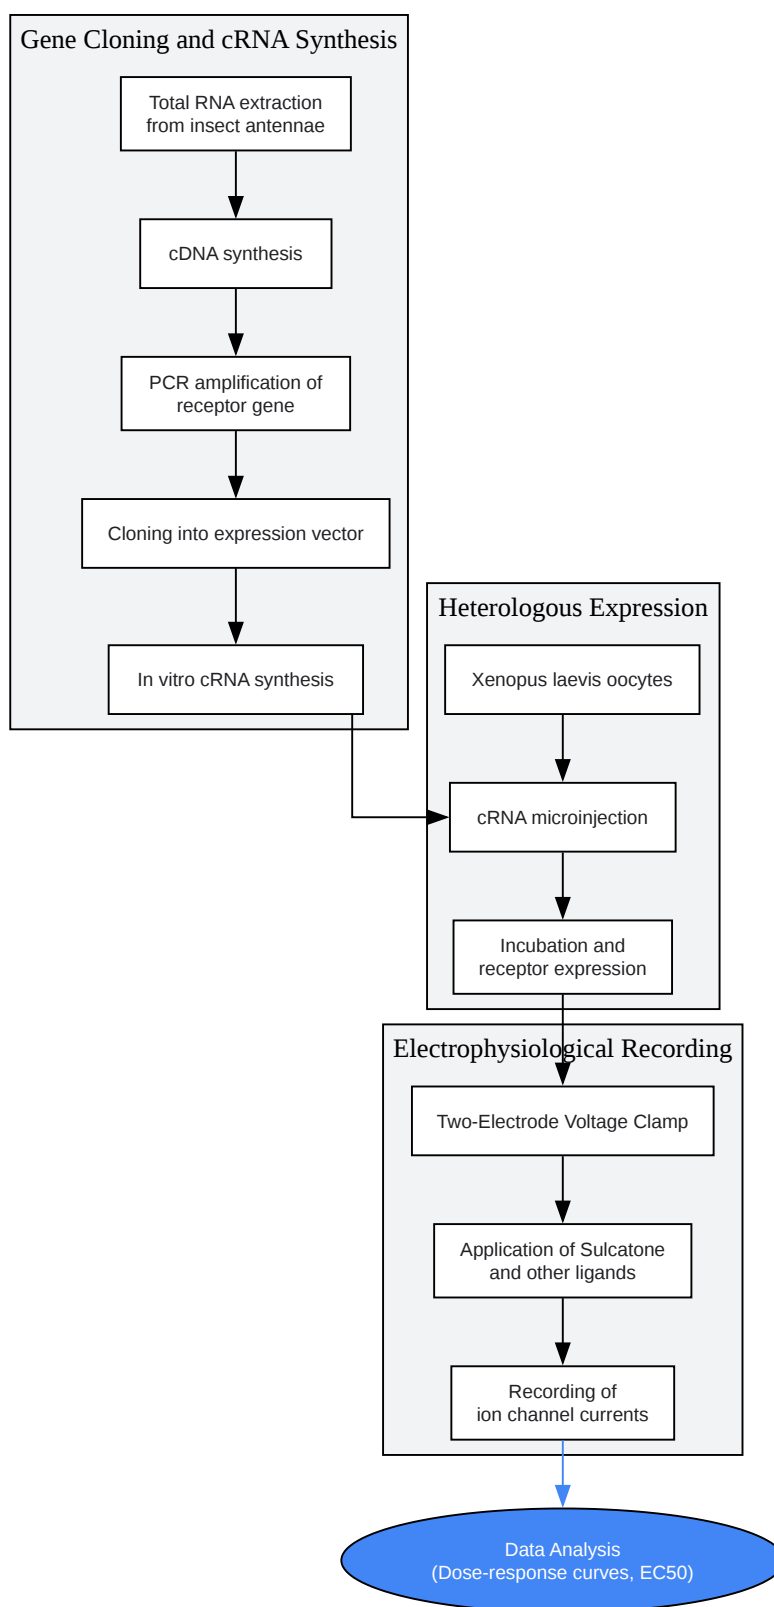 Gene Cloning and cRNA Synthesis
Total RNA extraction
from insect antennae
cDNA synthesis
PCR amplification of
receptor gene
Cloning into expression vector
In vitro cRNA synthesis
Heterologous Expression
Xenopus laevis oocytes
cRNA microinjection
Incubation and
receptor expression
Electrophysiological Recording
Two-Electrode Voltage Clamp
Application of Sulcatone
and other ligands
Recording of
ion channel currents
Data Analysis
(Dose-response curves, EC50)